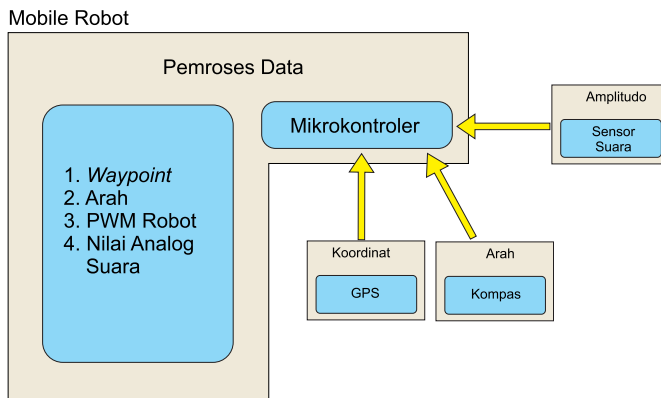 Mobile Robot
Pemroses Data
Mikrokontroler
1. Waypoint
2. Arah
3. PWM Robot
4. Nilai Analog
Suara
Amplitudo
Sensor
Suara
Koordinat
GPS
Arah
Kompas